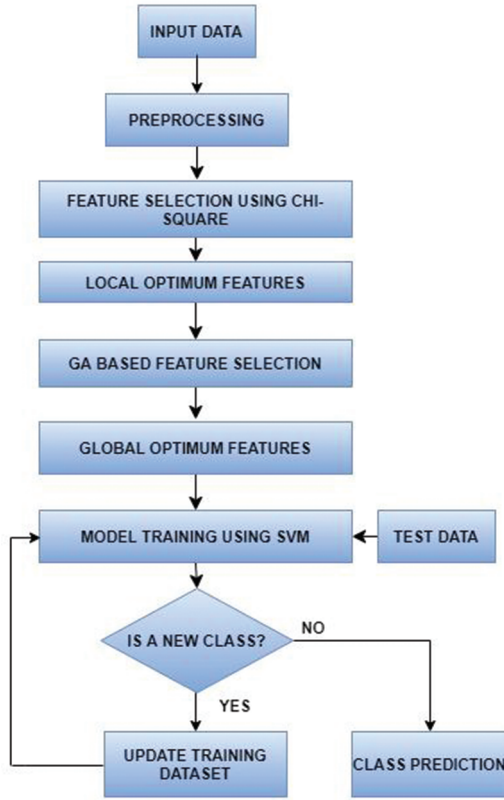 INPUT DATA
PREPROCESSING
FEATURE SELECTION USING CHI-
SQUARE
LOCAL OPTIMUM FEATURES
GA BASED FEATURE SELECTION
GLOBAL OPTIMUM FEATURES
MODEL TRAINING USING SVM
TEST DATA
IS A NEW CLASS?
NO
YES
UPDATE TRAINING
DATASET
CLASS PREDICTION